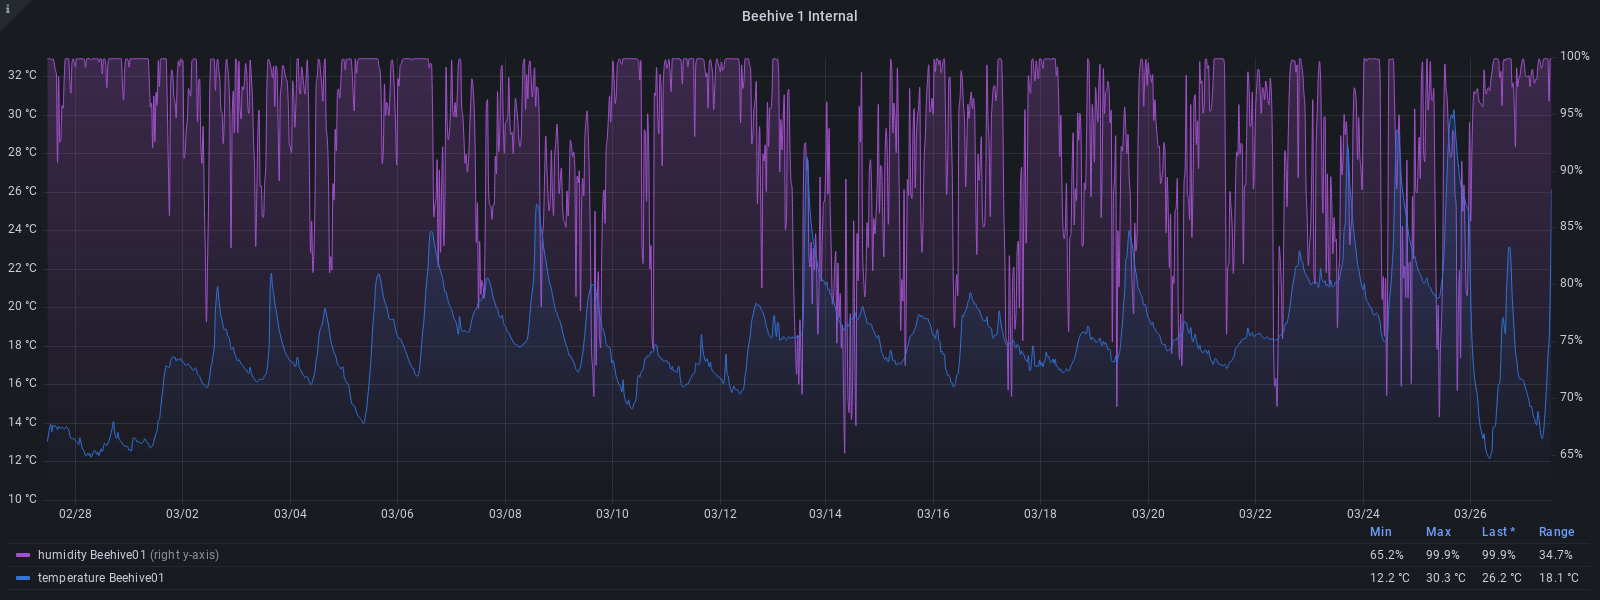 i
Beehive 1 Internal
32 °C
30 °C
28 °C
26 °C
24 °C
22 °C
20 °C
18 °C
16 °C
14 °C
12 °C
10 °C
100%
95%
90%
85%
80%
75%
70%
65%
02/28 03/02 03/04 03/06 03/08 03/10 03/12 03/14 03/16 03/18 03/20 03/22 03/24 03/26
Min Max Last * Range
humidity Beehive01 (right y-axis) 65.2% 99.9% 99.9% 34.7%
temperature Beehive01 12.2 °C 30.3 °C 26.2 °C 18.1 °C